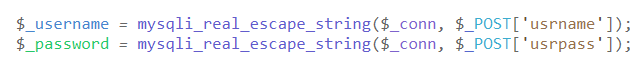 $_username = mysqli_real_escape_string($_conn, $_POST['usrname']);
$_password = mysqli_real_escape_string($_conn, $_POST['usrpass']);